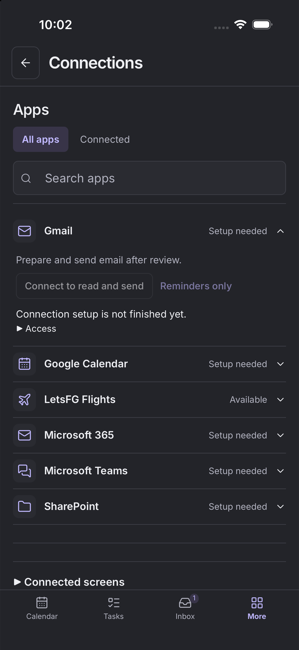 10:02
Connections
Apps
All apps
Connected
Search apps
Gmail
Setup needed
Prepare and send email after review.
Connect to read and send
Reminders only
Connection setup is not finished yet.
Access
Google Calendar
Setup needed
LetsFG Flights
Available
Microsoft 365
Setup needed
Microsoft Teams
Setup needed
SharePoint
Setup needed
Connected screens
1
Calendar
Tasks
Inbox
More